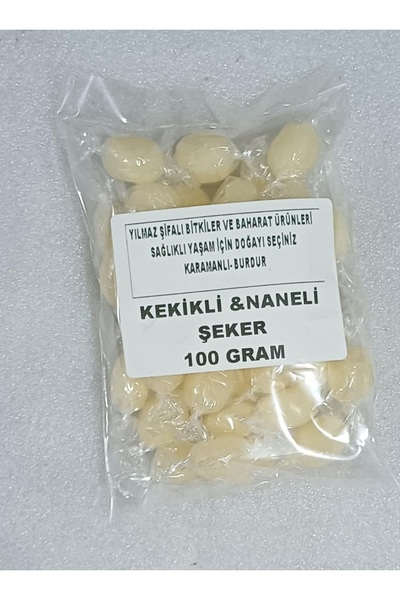 YILMAZ ŞİFALI BİTKİLER VE BAHARAT ÜRÜNLERİ
SAĞLIKLI YAŞAM İÇİN DOĞAYI SEÇİNİZ
KARAMANLI-BURDUR
KEKİKLİ &NANELİ
ŞEKER
100 GRAM